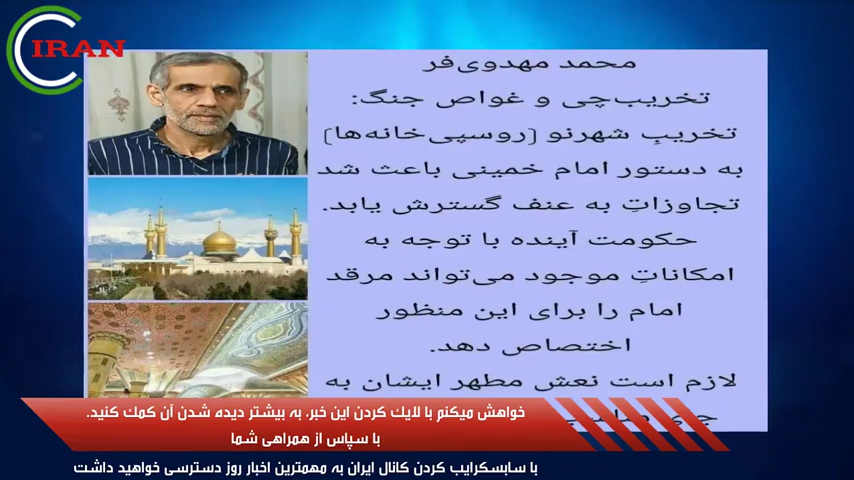 IRAN
محمد مهدوی‌فر
تخریب‌چی و غواص جنگ:
تخریبِ شهرنو (روسپی‌خانه‌ها)
به دستور امام خمینی باعث شد
تجاوزاتِ به عنف گسترش یابد.
حکومت آینده با توجه به
امکاناتِ موجود می‌تواند مرقد
امام را برای این منظور
اختصاص دهد.
لازم است نعش مطهر ایشان به
خواهش میکنم با لایک کردن این خبر، به بیشتر دیده شدن آن کمک کنید.
با سپاس از همراهی شما
با سابسکرایب کردن کانال ایران به مهمترین اخبار روز دسترسی خواهید داشت